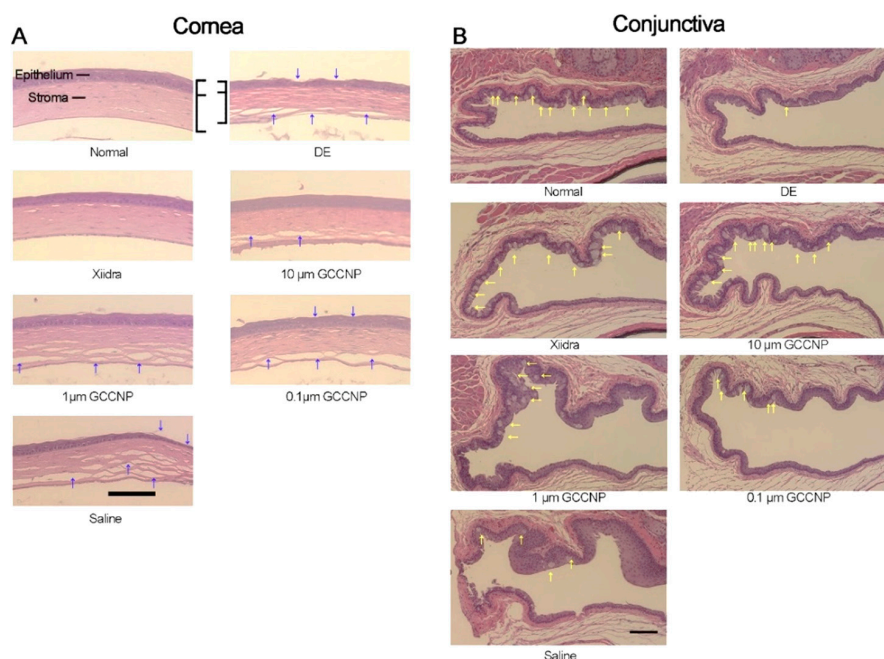 A
Cornea
Epithelium
Stroma
Normal
DE
Xiidra
10 µm GCCNP
1µm GCCNP
0.1µm GCCNP
Saline
B
Conjunctiva
Normal
DE
Xiidra
10 µm GCCNP
1 µm GCCNP
0.1 µm GCCNP
Saline